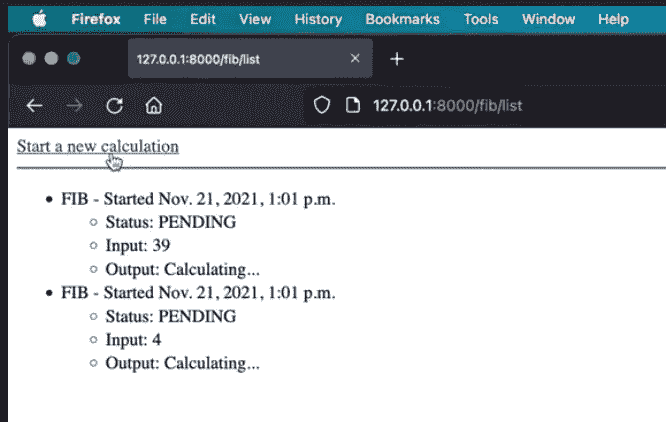 Firefox File Edit View History Bookmarks Tools Window Help
127.0.0.1:8000/fib/list
127.0.0.1:8000/fib/list
Start a new calculation
FIB - Started Nov. 21, 2021, 1:01 p.m.
Status: PENDING
Input: 39
Output: Calculating...
FIB - Started Nov. 21, 2021, 1:01 p.m.
Status: PENDING
Input: 4
Output: Calculating...